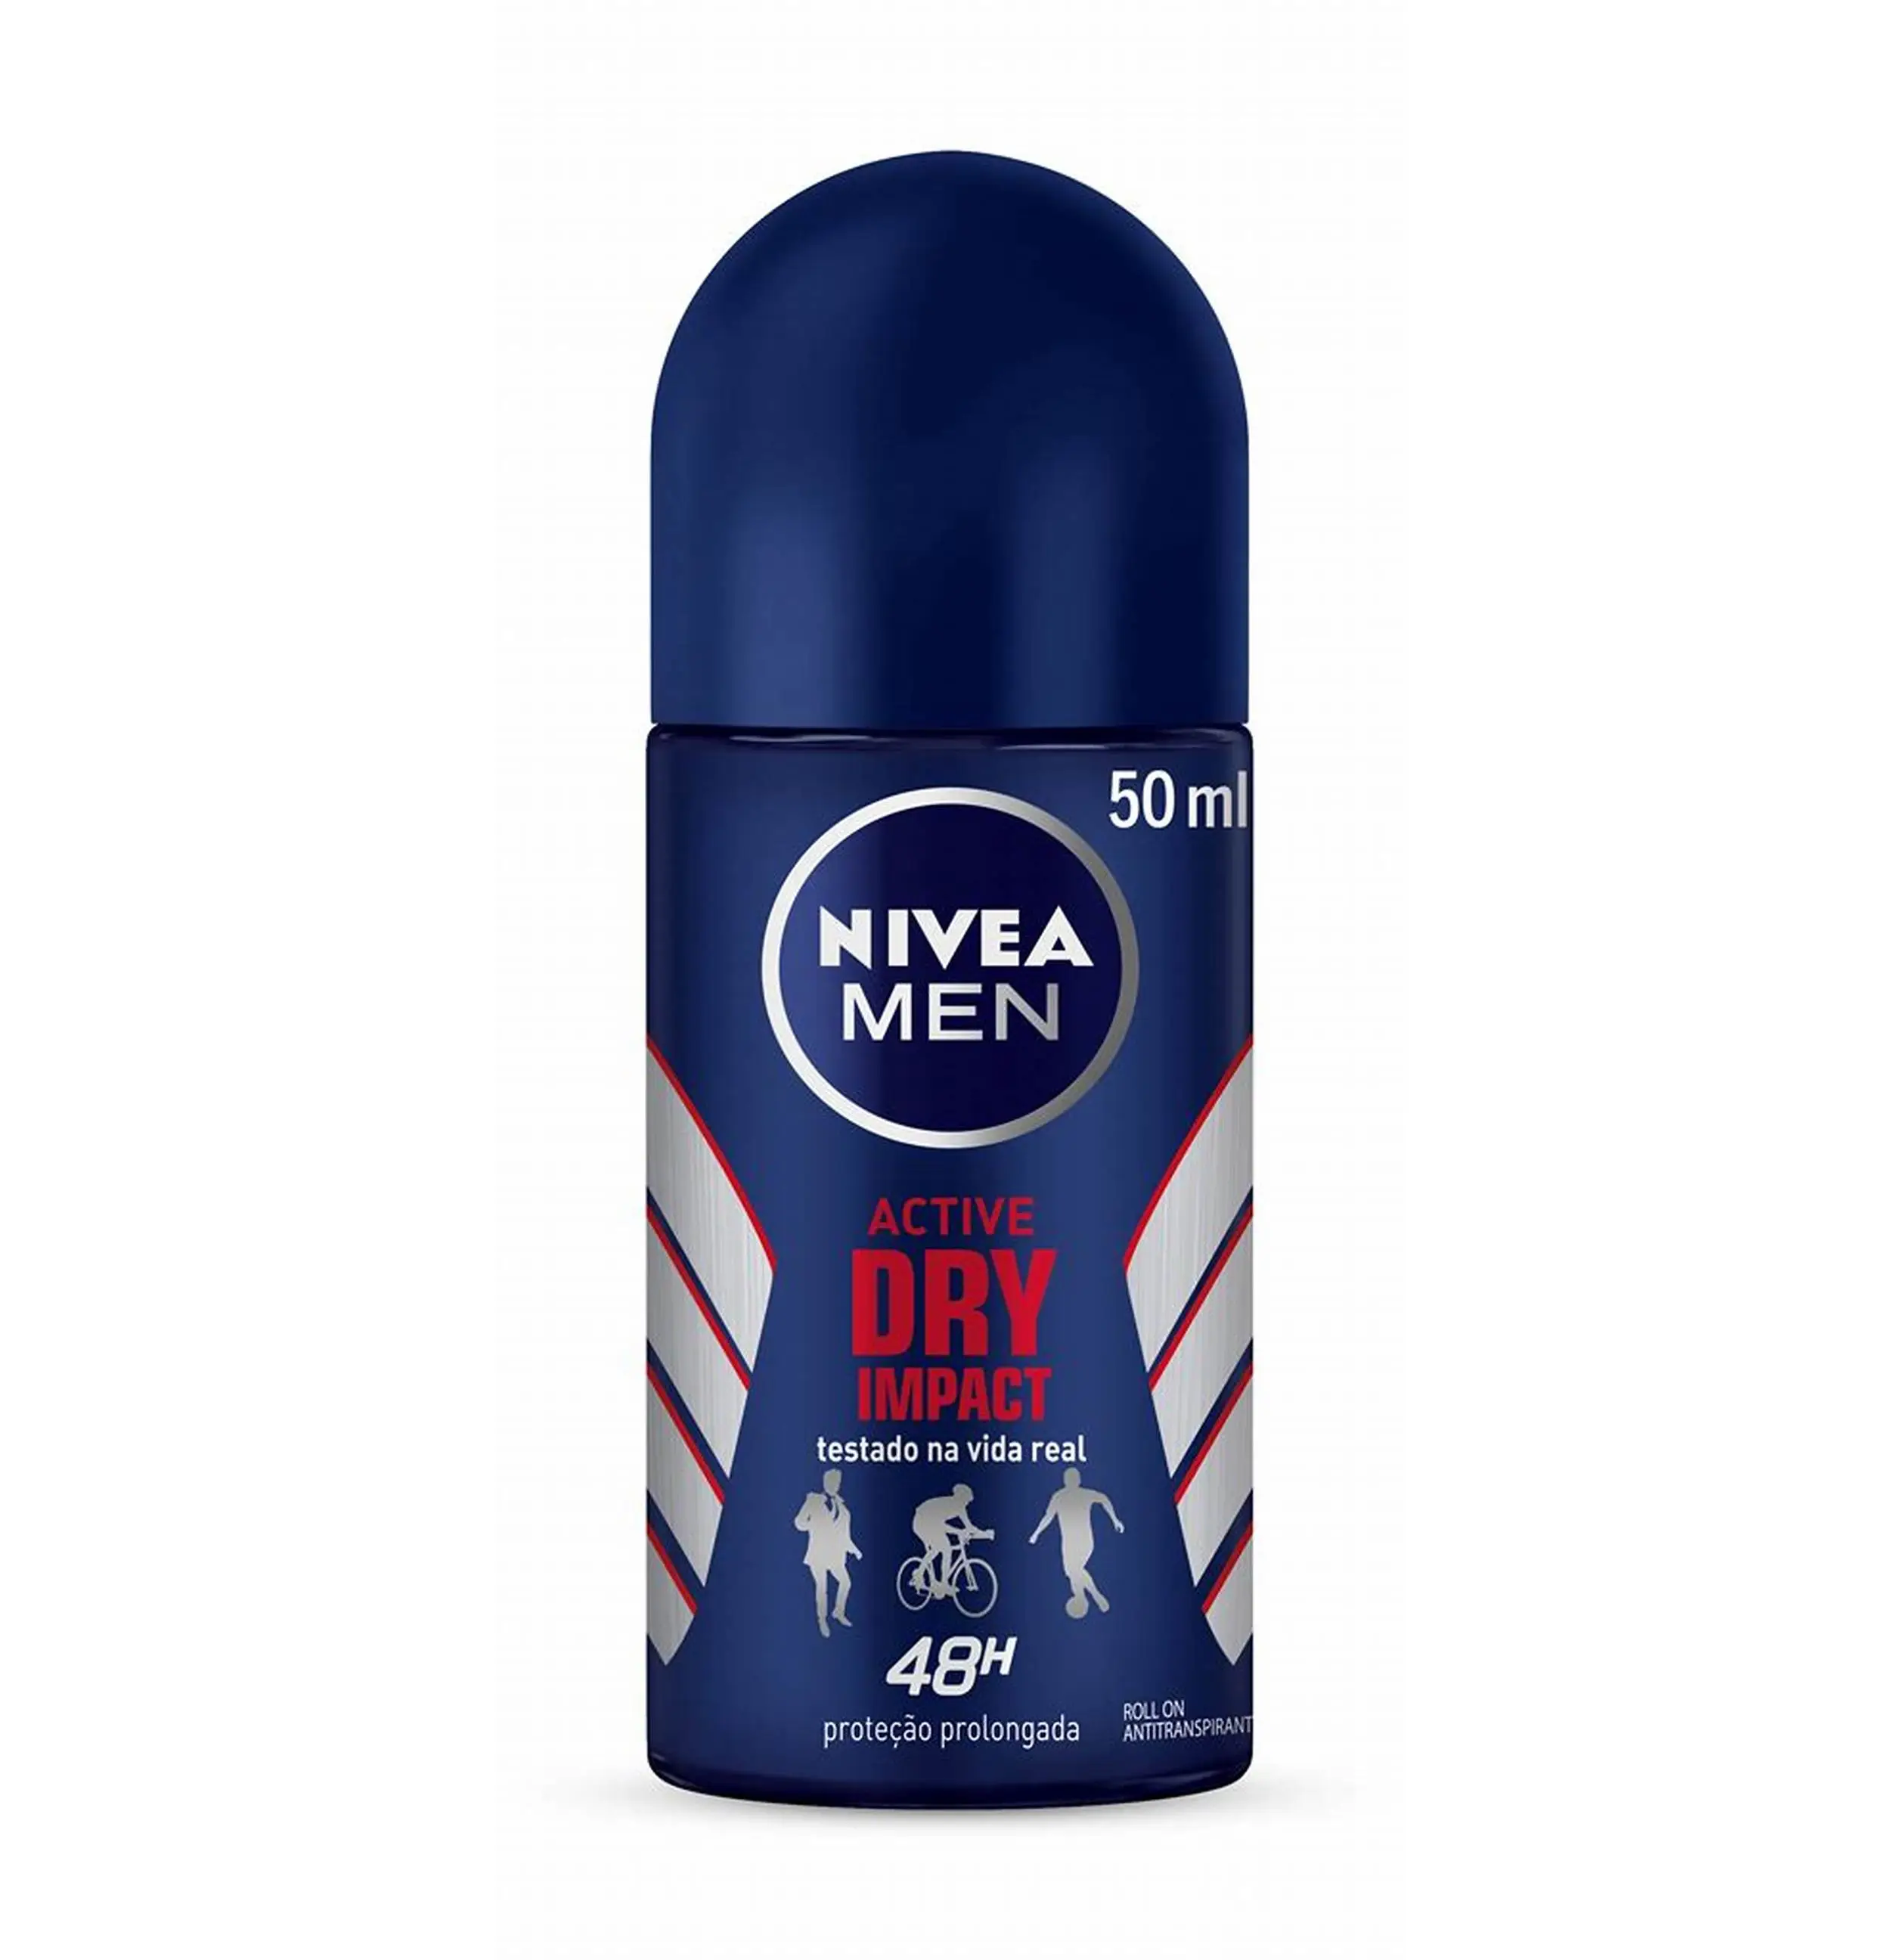 50 ml
NIVEA
MEN
ACTIVE
DRY
IMPACT
testado na vida real
48H
proteção prolongada
ROLL ON
ANTITRANSPIRANT